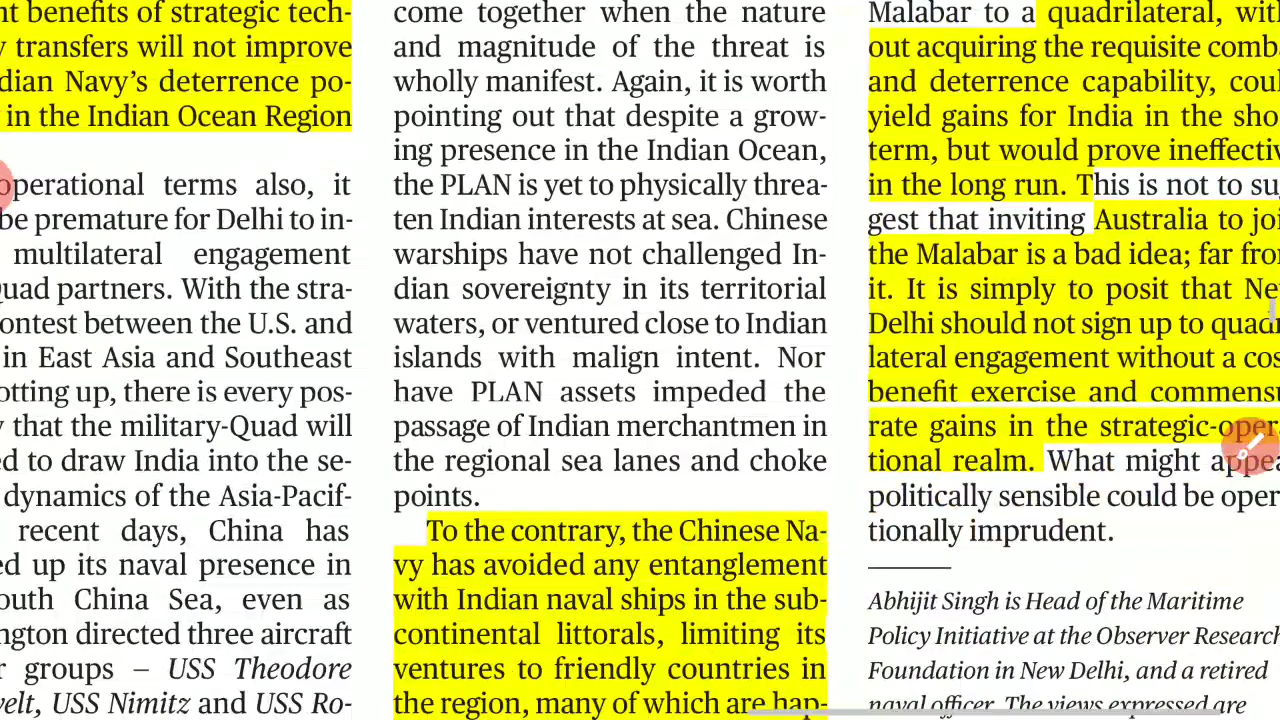 nt benefits of strategic tech-
y transfers will not improve
dian Navy's deterrence po-
in the Indian Ocean Region
operational terms also, it
be premature for Delhi to in-
multilateral engagement
Quad partners. With the stra-
ontest between the U.S. and
in East Asia and Southeast
otting up, there is every pos-
y that the military-Quad will
ed to draw India into the se-
dynamics of the Asia-Pacif-
recent days, China has
ed up its naval presence in
outh China Sea, even as
ngton directed three aircraft
r groups – USS Theodore
velt, USS Nimitz and USS Ro-
come together when the nature
and magnitude of the threat is
wholly manifest. Again, it is worth
pointing out that despite a grow-
ing presence in the Indian Ocean,
the PLAN is yet to physically threa-
ten Indian interests at sea. Chinese
warships have not challenged In-
dian sovereignty in its territorial
waters, or ventured close to Indian
islands with malign intent. Nor
have PLAN assets impeded the
passage of Indian merchantmen in
the regional sea lanes and choke
points.
To the contrary, the Chinese Na-
vy has avoided any entanglement
with Indian naval ships in the sub-
continental littorals, limiting its
ventures to friendly countries in
the region, many of which are hap-
Malabar to a quadrilateral, with
out acquiring the requisite comb
and deterrence capability, coul
yield gains for India in the sho
term, but would prove ineffectiv
in the long run. This is not to sug
gest that inviting Australia to joi
the Malabar is a bad idea; far fro
it. It is simply to posit that Ne
Delhi should not sign up to quadr
lateral engagement without a cos
benefit exercise and commensu
rate gains in the strategic-opera
tional realm. What might appea
politically sensible could be oper
tionally imprudent.
Abhijit Singh is Head of the Maritime
Policy Initiative at the Observer Research
Foundation in New Delhi, and a retired
naval officer. The views expressed are